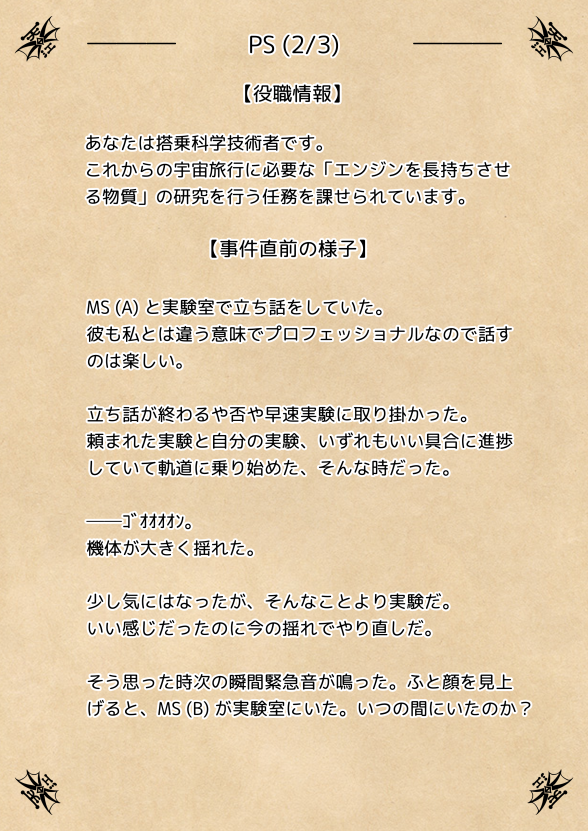 PS (2/3)
【役職情報】
あなたは搭乗科学技術者です。
これからの宇宙旅行に必要な「エンジンを長持ちさせ
る物質」の研究を行う任務を課せられています。
【事件直前の様子】
MS (A) と実験室で立ち話をしていた。
彼も私とは違う意味でプロフェッショナルなので話す
のは楽しい。
立ち話が終わるや否や早速実験に取り掛かった。
頼まれた実験と自分の実験、いずれもいい具合に進捗
していて軌道に乗り始めた、そんな時だった。
――ｺﾞｵｵｵｵﾝ。
機体が大きく揺れた。
少し気にはなったが、そんなことより実験だ。
いい感じだったのに今の揺れでやり直しだ。
そう思った時次の瞬間緊急音が鳴った。ふと顔を見上
げると、MS (B) が実験室にいた。いつの間にいたのか？